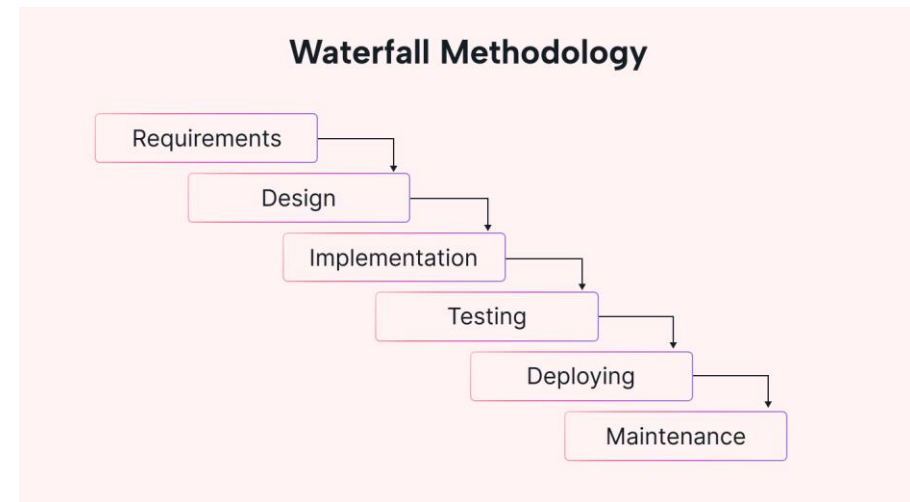 Waterfall Methodology
Requirements
Design
Implementation
Testing
Deploying
Maintenance